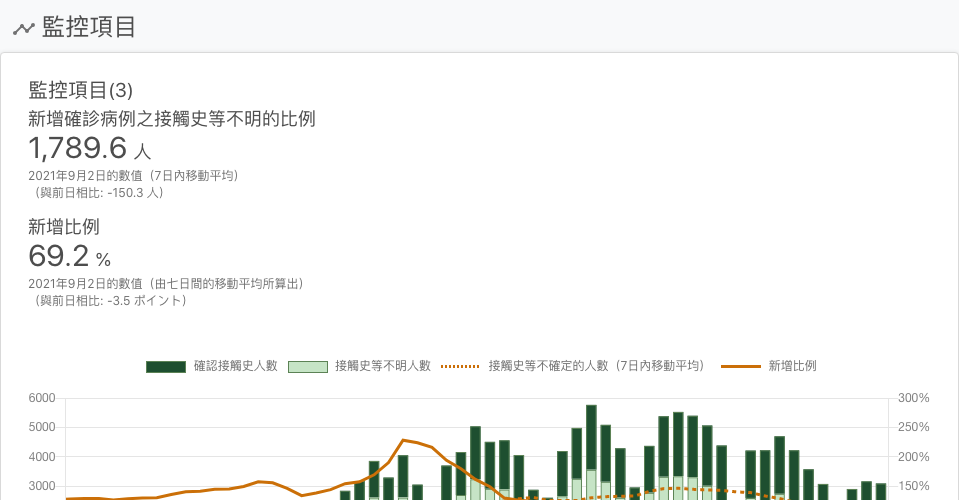 監控項目
監控項目(3)
新增確診病例之接觸史等不明的比例
1,789.6 人
2021年9月2日的數值（7日內移動平均）
（與前日相比: -150.3 人）
新增比例
69.2 %
2021年9月2日的數值（由七日間的移動平均所算出）
（與前日相比: -3.5 ポイント）
確認接觸史人數 接觸史等不明人數 接觸史等不確定的人數（7日內移動平均） 新增比例
6000 300%
5000 250%
4000 200%
3000 150%